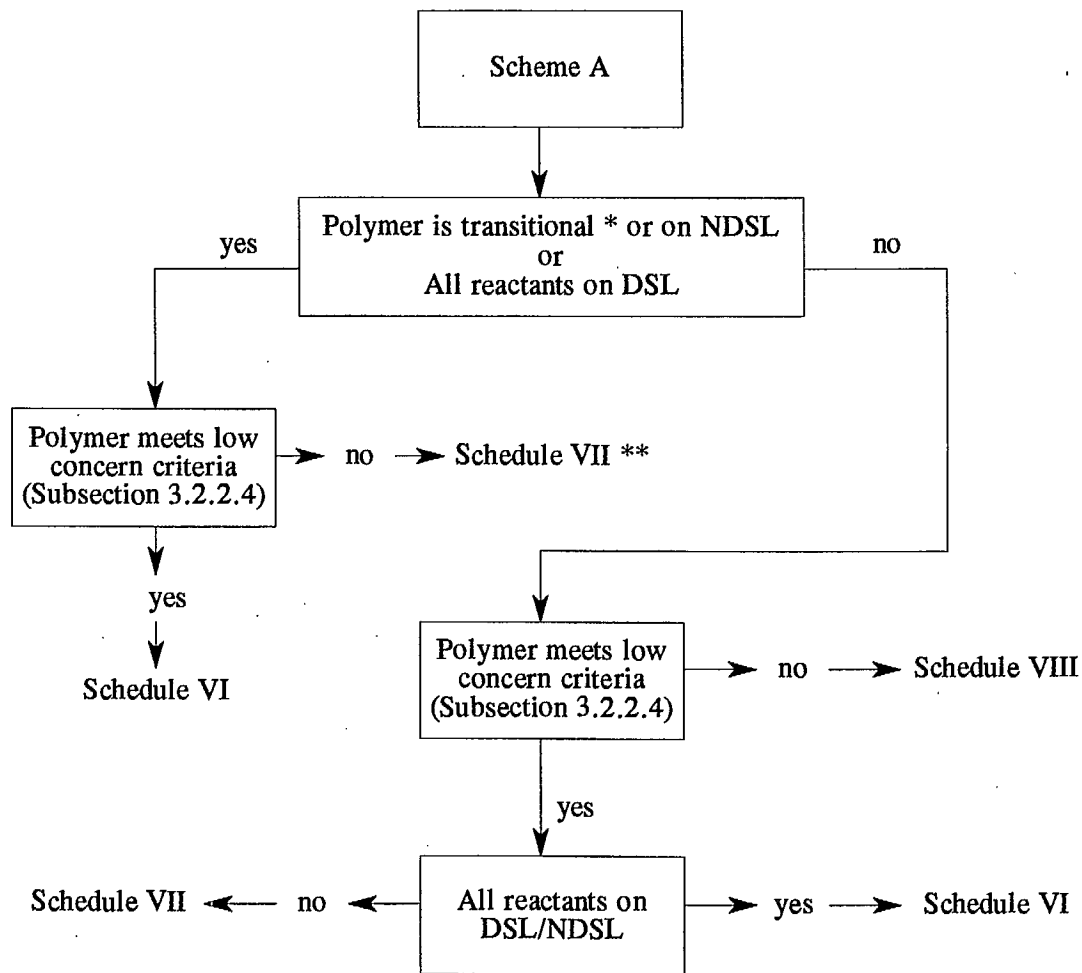 Scheme A
Polymer is transitional * or on NDSL
or
All reactants on DSL
yes
no
Polymer meets low
concern criteria
(Subsection 3.2.2.4)
no
Schedule VII **
yes
Schedule VI
Polymer meets low
concern criteria
(Subsection 3.2.2.4)
no
Schedule VIII
yes
Schedule VII
no
All reactants on
DSL/NDSL
yes
Schedule VI